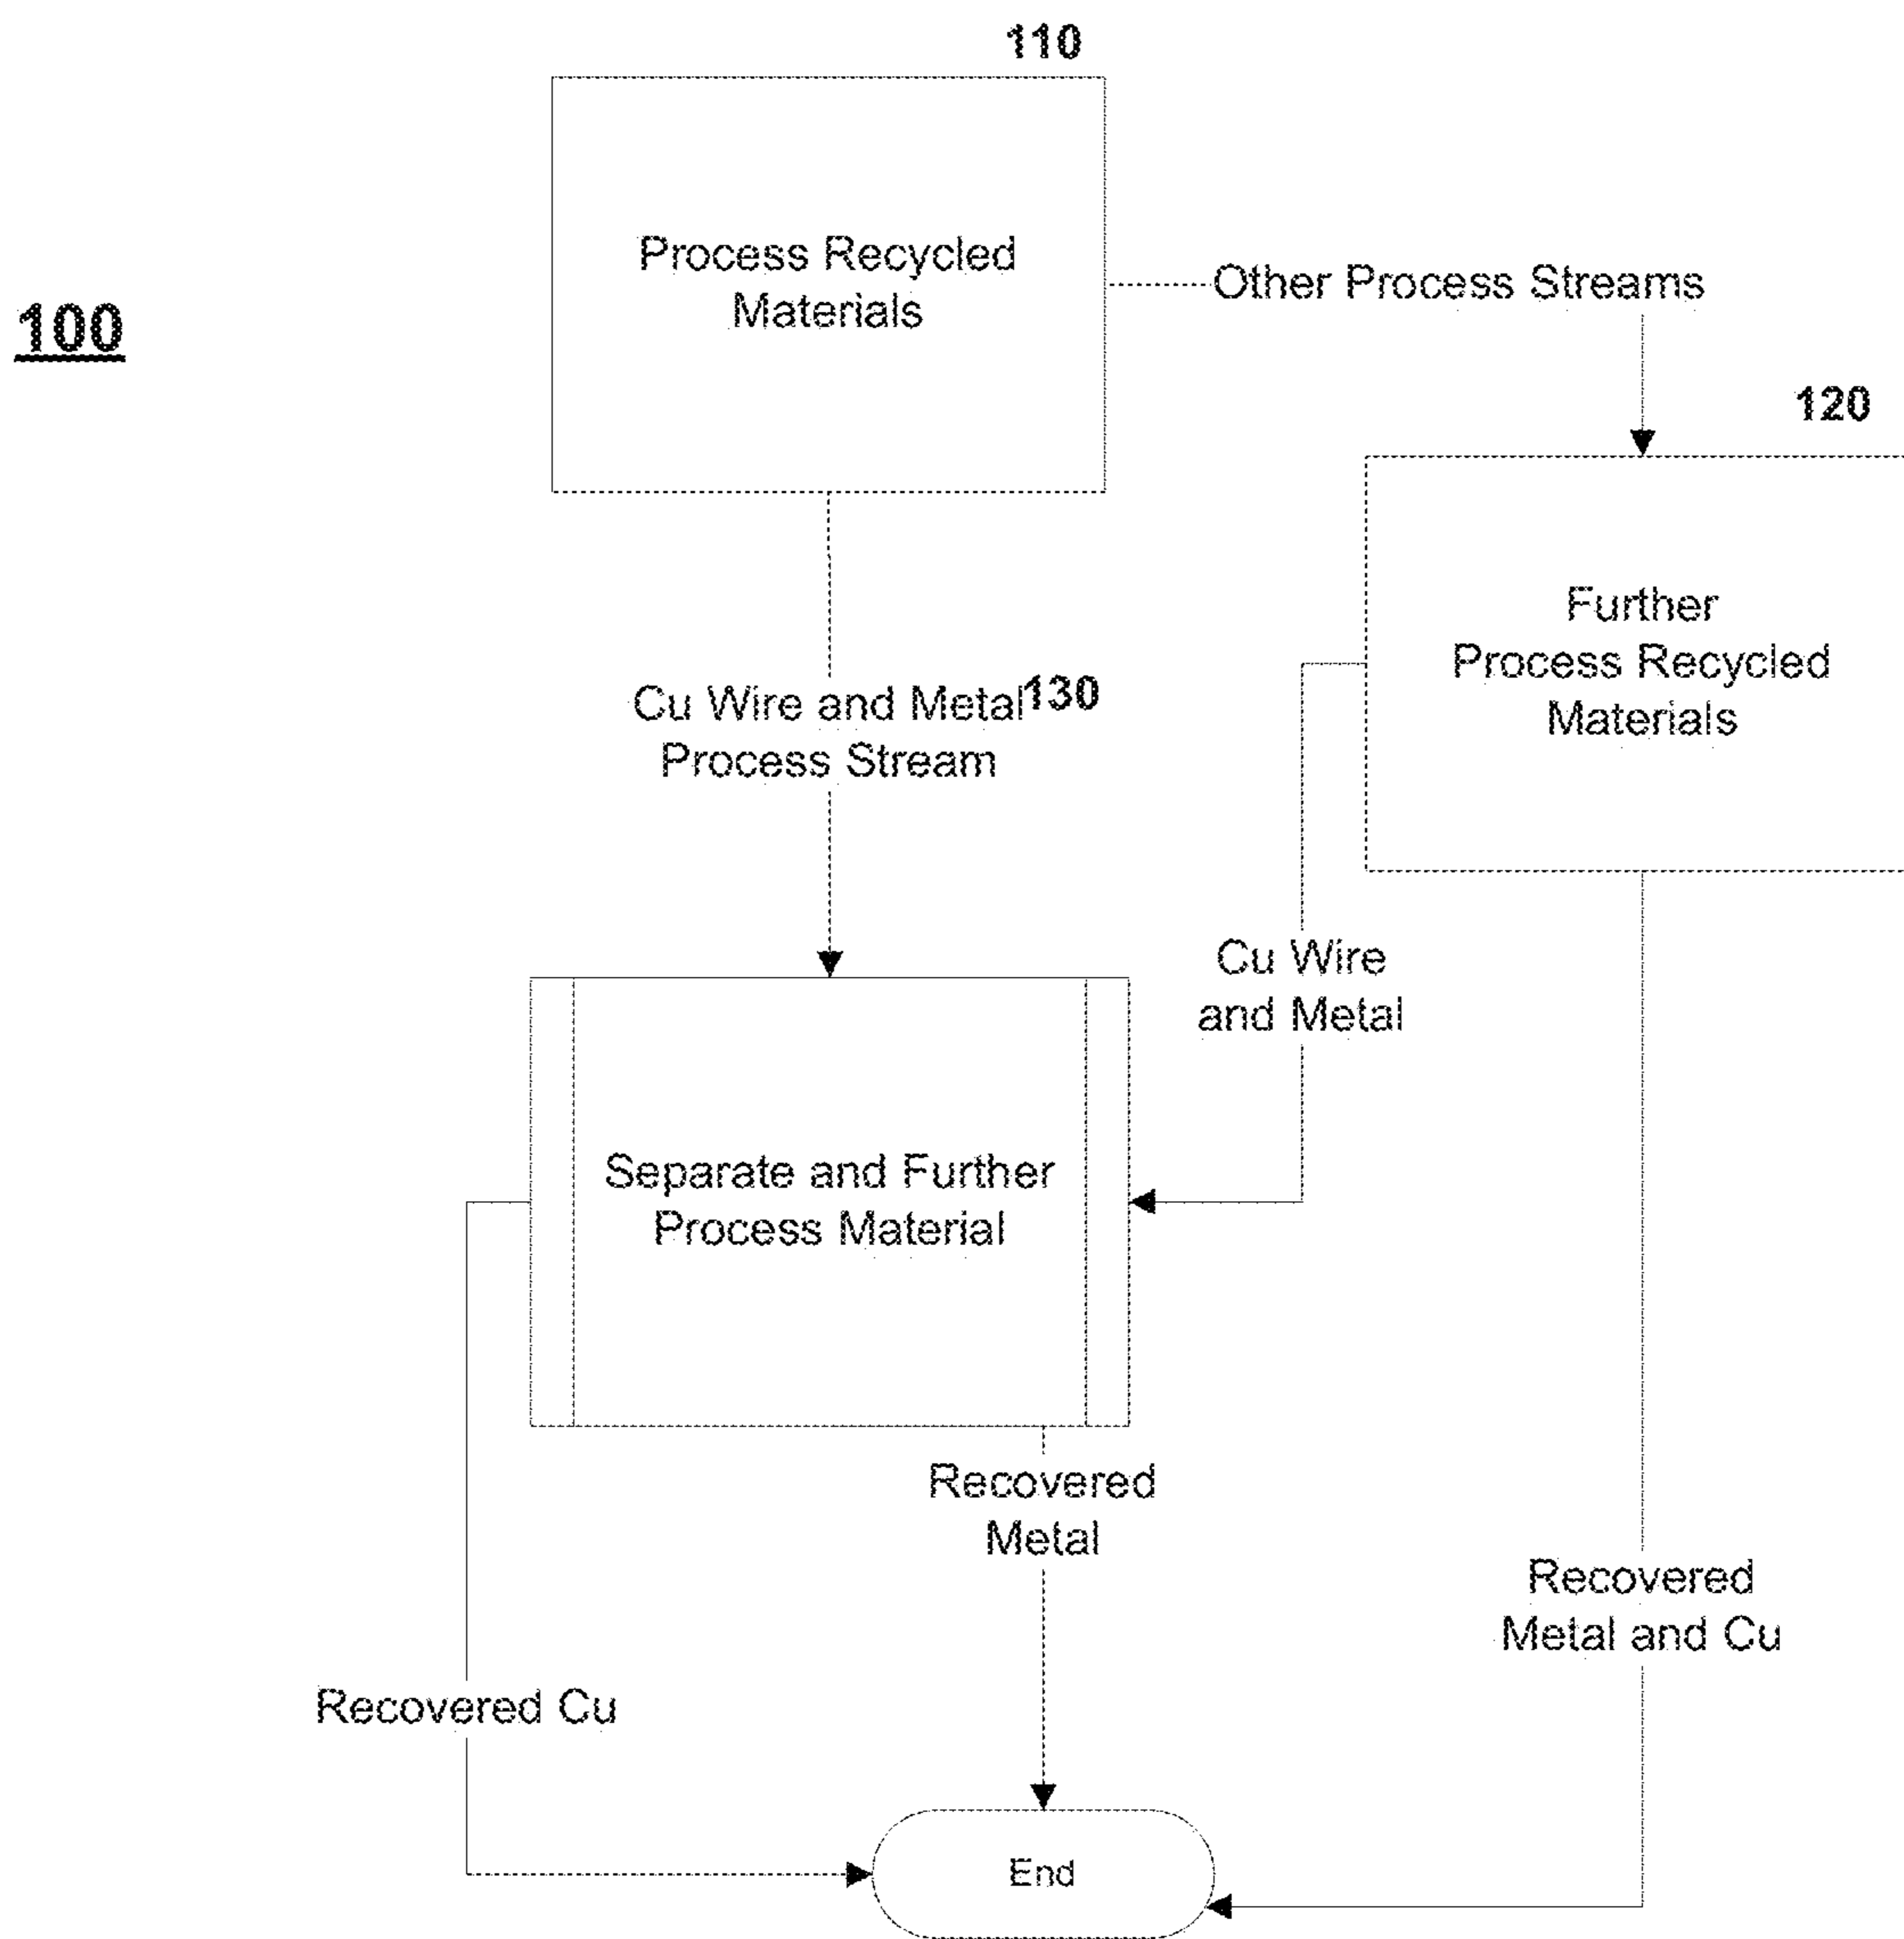 110
Process Recycled
Materials
Other Process Streams
100
120
Further
Process Recycled
Materials
Cu Wire and Metal
130
Process Stream
Cu Wire
and Metal
Separate and Further
Process Material
Recovered
Metal
Recovered
Metal and Cu
Recovered Cu
End